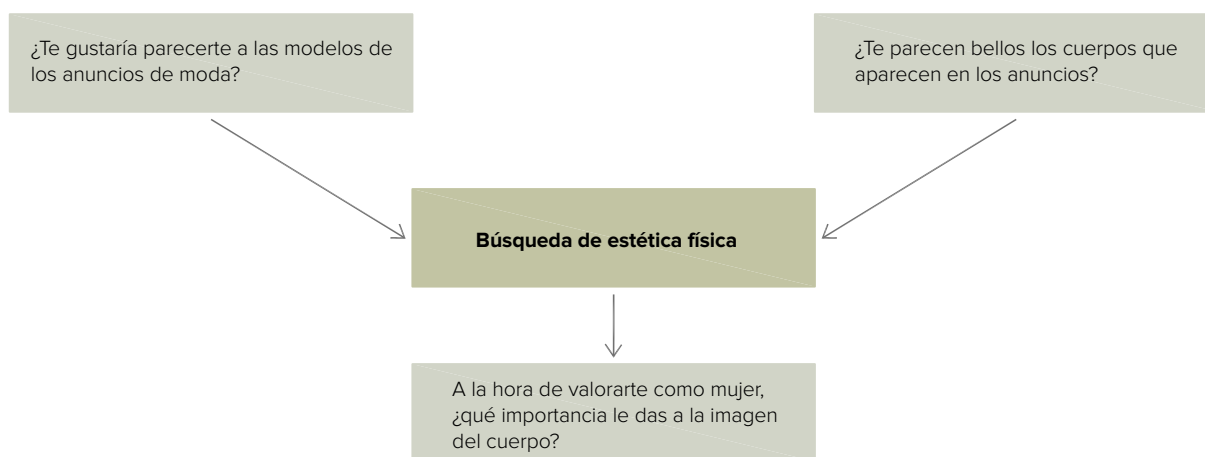 ¿Te gustaría parecerte a las modelos de
los anuncios de moda?
¿Te parecen bellos los cuerpos que
aparecen en los anuncios?
Búsqueda de estética física
A la hora de valorarte como mujer,
¿qué importancia le das a la imagen
del cuerpo?